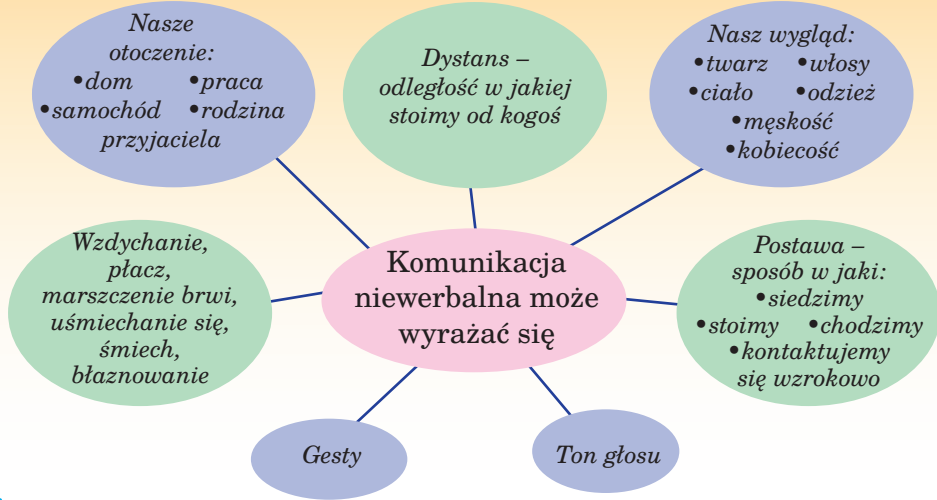 Nasze
otoczenie:
•dom •praca
•samochód •rodzina
przyjaciela
Dystans –
odległość w jakiej
stoimy od kogoś
Nasz wygląd:
•twarz •włosy
•ciało •odzież
•męskość
•kobiecość
Wzdychanie,
płacz,
marszczenie brwi,
uśmiechanie się,
śmiech,
błaznowanie
Komunikacja
niewerbalna może
wyrażać się
Postawa –
sposób w jaki:
•siedzimy
•stoimy •chodzimy
•kontaktujemy
się wzrokowo
Gesty
Ton głosu